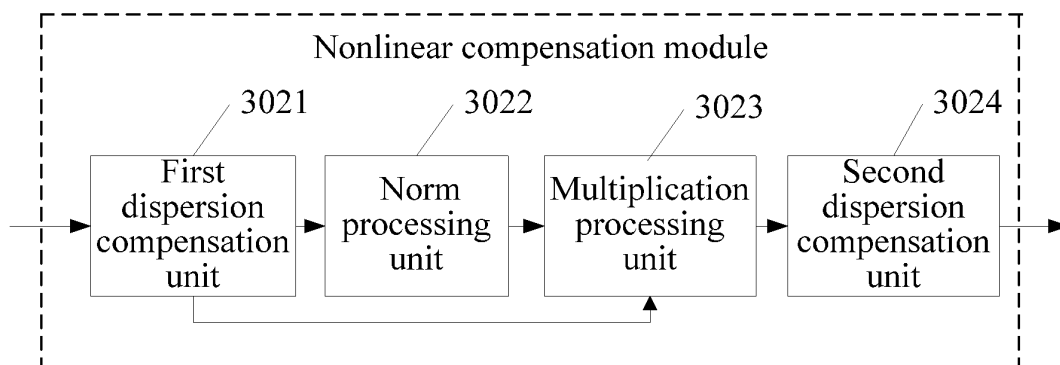 Nonlinear compensation module
3021
3022
3023
3024
First
dispersion
compensation
unit
Norm
processing
unit
Multiplication
processing
unit
Second
dispersion
compensation
unit